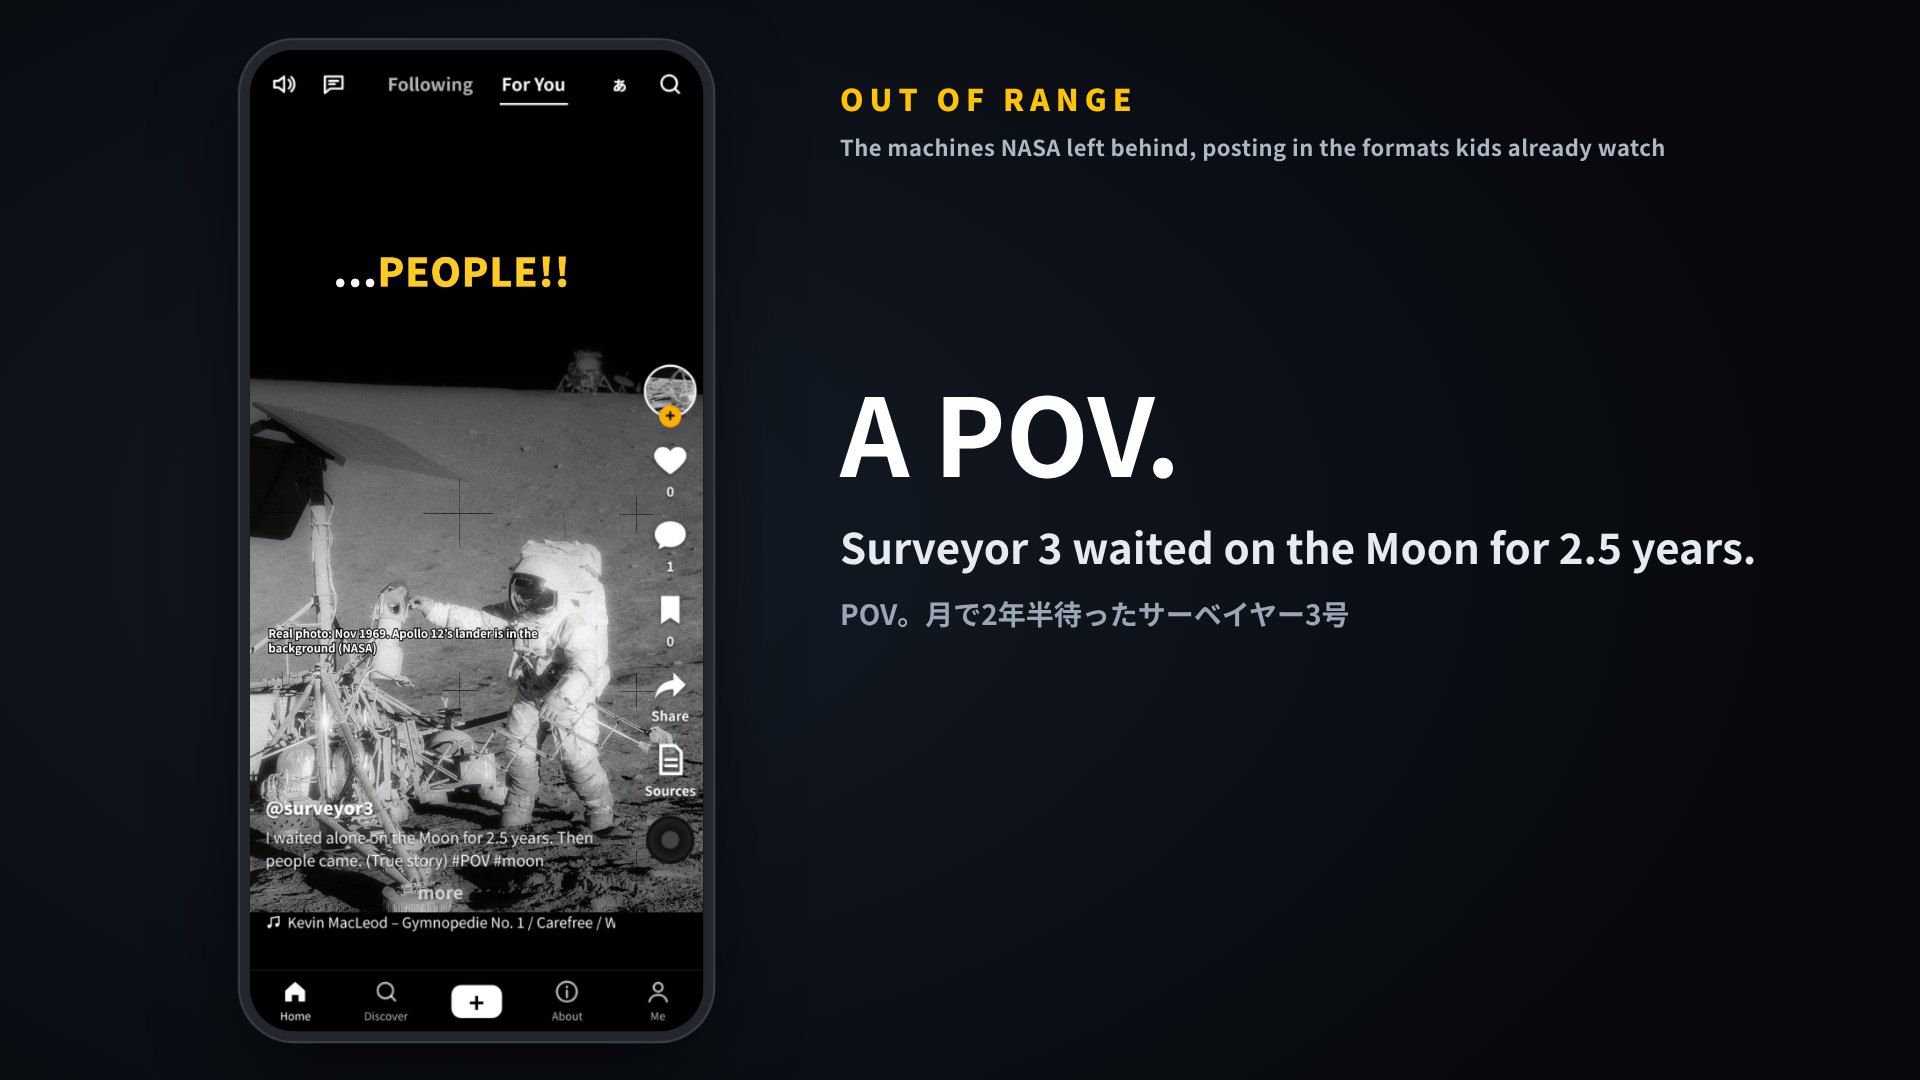 Following For You あ
...PEOPLE!!
0
1
0
Real photo: Nov 1969. Apollo 12's lander is in the
background (NASA)
Share
Sources
@surveyor3
I waited alone on the Moon for 2.5 years. Then
people came. (True story) #POV #moon
more
Kevin MacLeod – Gymnopedie No. 1 / Carefree / W
Home Discover About Me
OUT OF RANGE
The machines NASA left behind, posting in the formats kids already watch
A POV.
Surveyor 3 waited on the Moon for 2.5 years.
POV。月で2年半待ったサーベイヤー3号